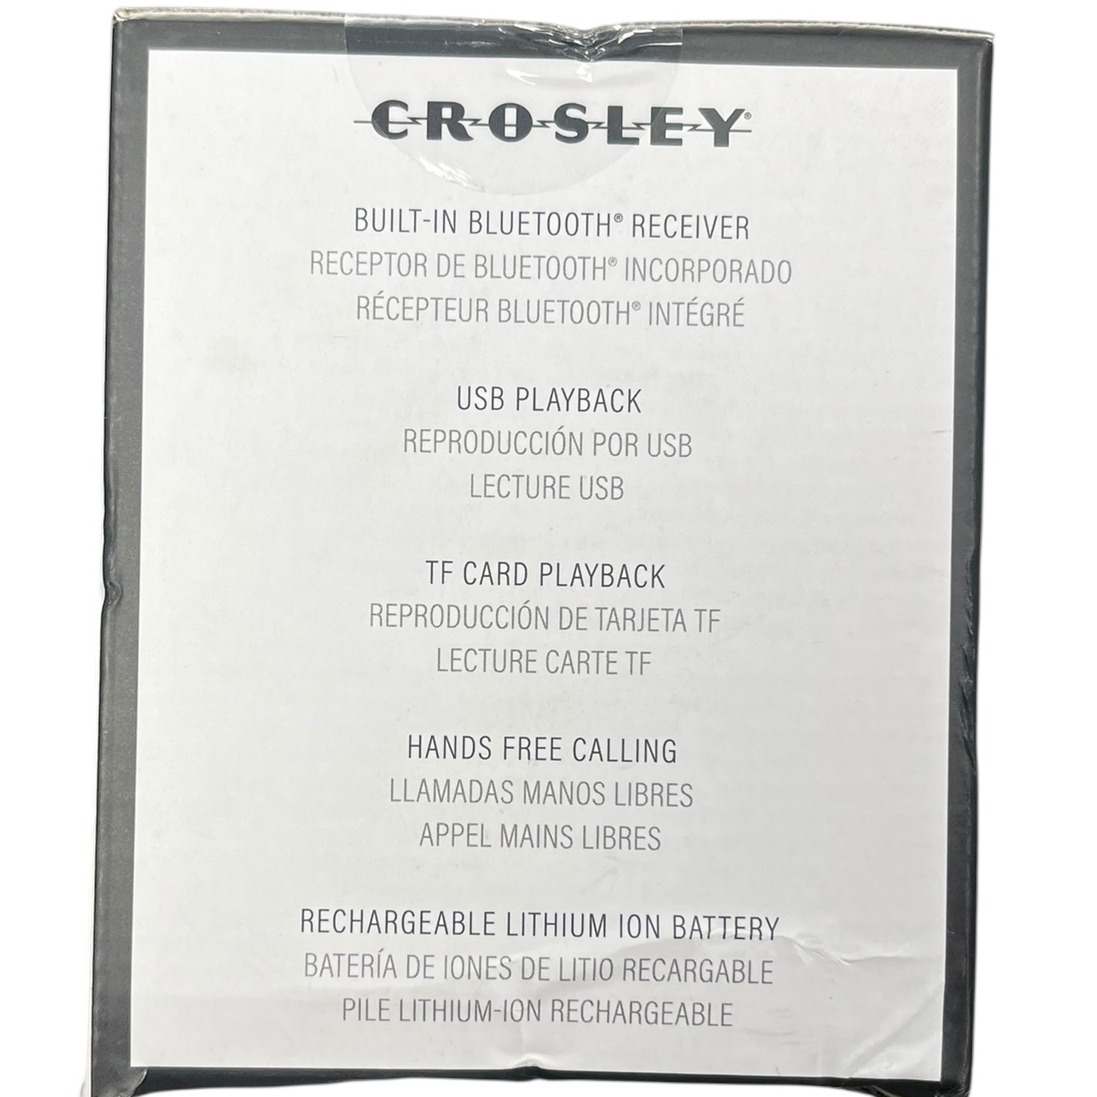 CROSLEY®
BUILT-IN BLUETOOTH® RECEIVER
RECEPTOR DE BLUETOOTH® INCORPORADO
RÉCEPTEUR BLUETOOTH® INTÉGRÉ
USB PLAYBACK
REPRODUCCIÓN POR USB
LECTURE USB
TF CARD PLAYBACK
REPRODUCCIÓN DE TARJETA TF
LECTURE CARTE TF
HANDS FREE CALLING
LLAMADAS MANOS LIBRES
APPEL MAINS LIBRES
RECHARGEABLE LITHIUM ION BATTERY
BATERÍA DE IONES DE LITIO RECARGABLE
PILE LITHIUM-ION RECHARGEABLE